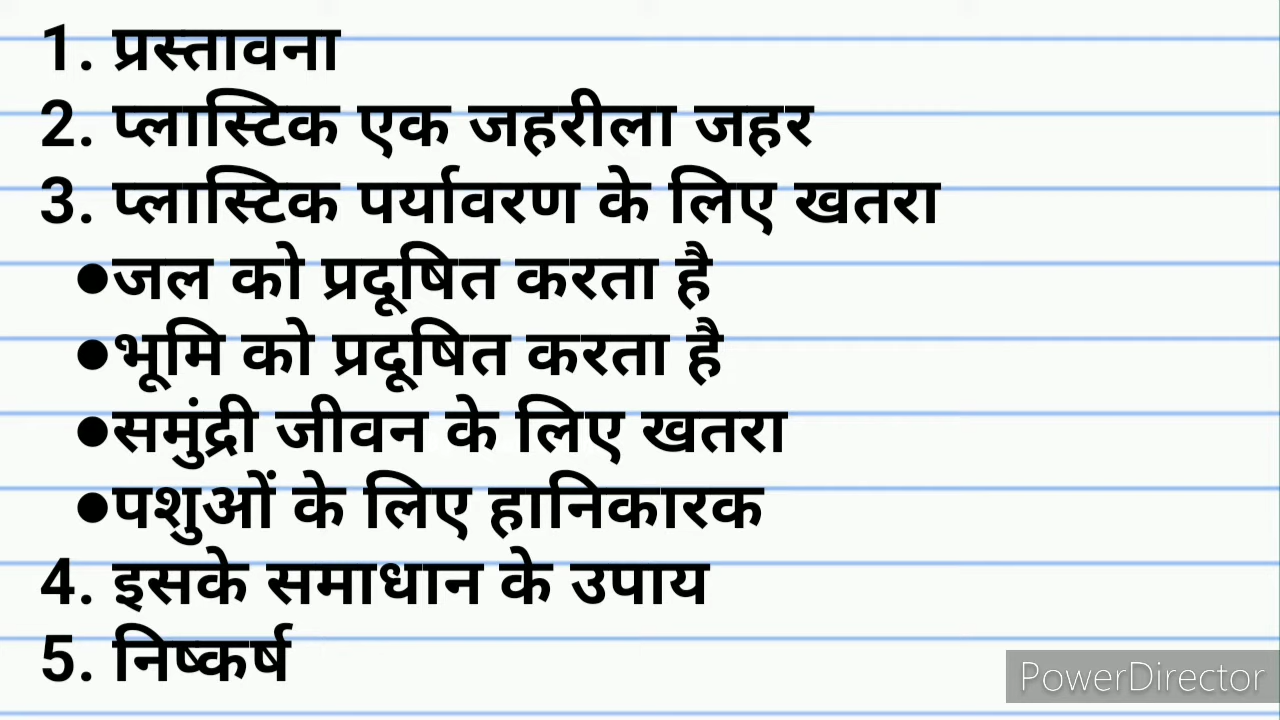 1. प्रस्तावना
2. प्लास्टिक एक जहरीला जहर
3. प्लास्टिक पर्यावरण के लिए खतरा
●जल को प्रदूषित करता है
●भूमि को प्रदूषित करता है
●समुंद्री जीवन के लिए खतरा
●पशुओं के लिए हानिकारक
4. इसके समाधान के उपाय
5. निष्कर्ष
PowerDirector